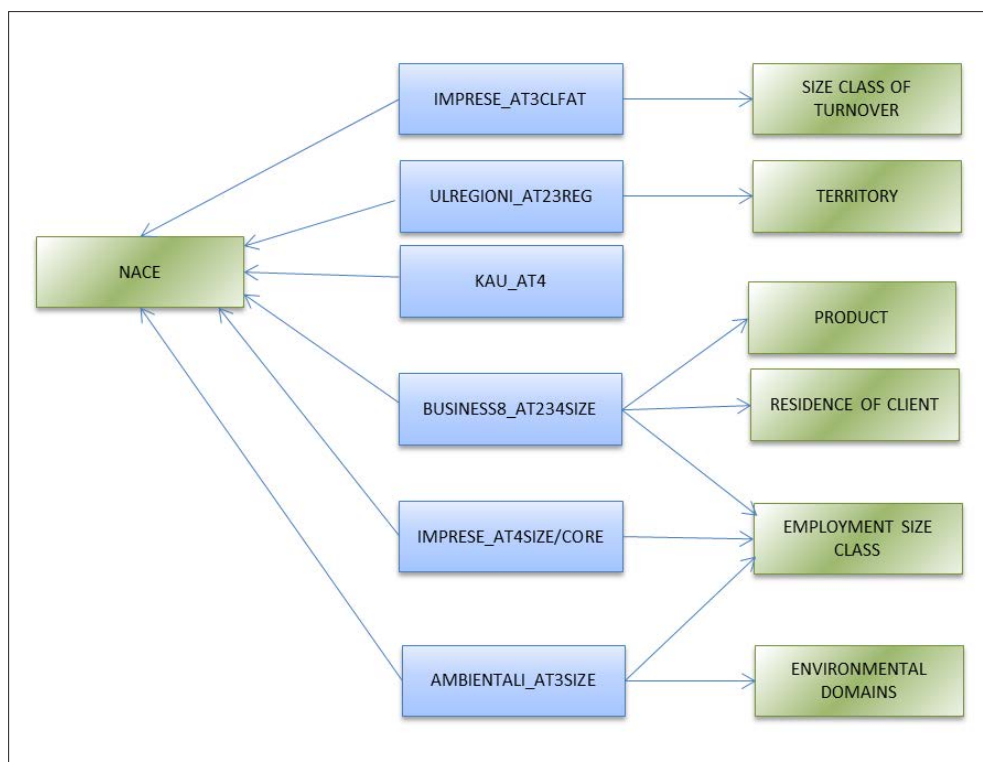 IMPRESE_AT3CLFAT
SIZE CLASS OF
TURNOVER
ULREGIONI_AT23REG
TERRITORY
NACE
KAU_AT4
PRODUCT
BUSINESS8_AT234SIZE
RESIDENCE OF CLIENT
IMPRESE_AT4SIZE/CORE
EMPLOYMENT SIZE
CLASS
AMBIENTALI_AT3SIZE
ENVIRONMENTAL
DOMAINS